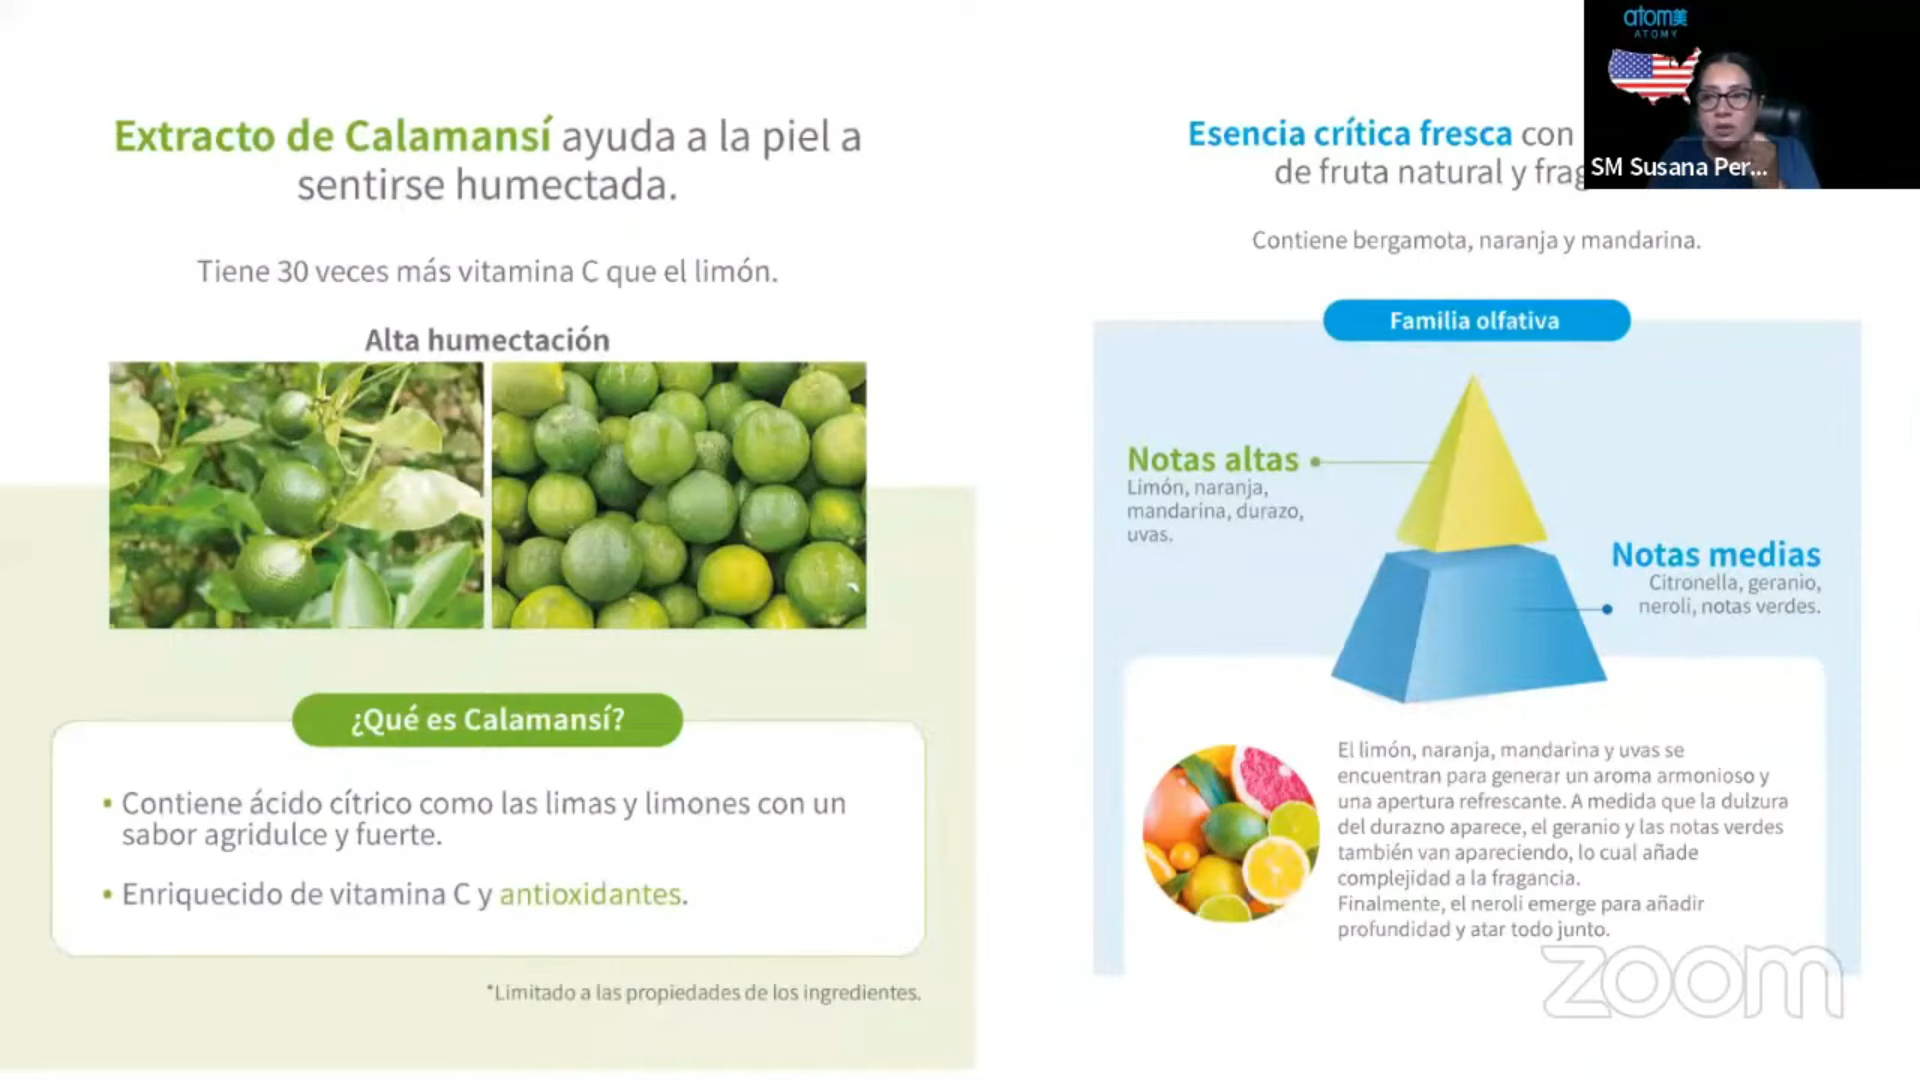 Extracto de Calamansí ayuda a la piel a
sentirse humectada.
Tiene 30 veces más vitamina C que el limón.
Alta humectación
¿Qué es Calamansí?
• Contiene ácido cítrico como las limas y limones con un
sabor agridulce y fuerte.
• Enriquecido de vitamina C y antioxidantes.
*Limitado a las propiedades de los ingredientes.
Esencia crítica fresca con
de fruta natural y frag
Contiene bergamota, naranja y mandarina.
Familia olfativa
Notas altas
Limón, naranja,
mandarina, durazo,
uvas.
Notas medias
Citronella, geranio,
neroli, notas verdes.
El limón, naranja, mandarina y uvas se
encuentran para generar un aroma armonioso y
una apertura refrescante. A medida que la dulzura
del durazno aparece, el geranio y las notas verdes
también van apareciendo, lo cual añade
complejidad a la fragancia.
Finalmente, el neroli emerge para añadir
profundidad y atar todo junto.
atom美
ATOMY
SM Susana Per...
zoom